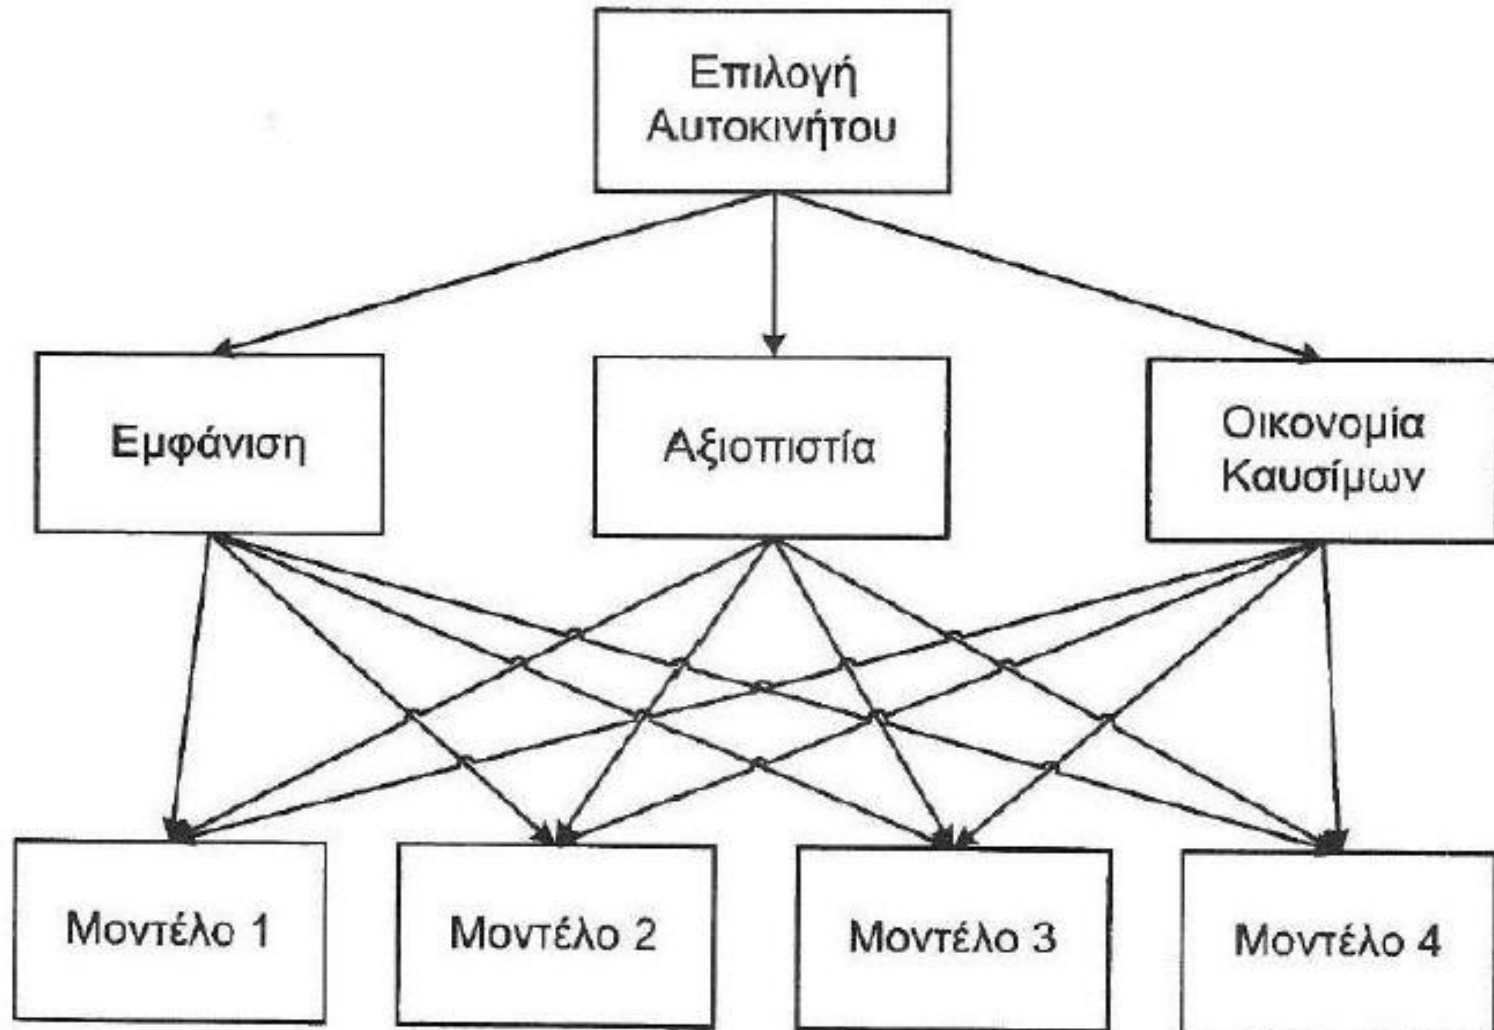 Επιλογή
Αυτοκινήτου
Εμφάνιση
Αξιοπιστία
Οικονομία
Καυσίμων
Μοντέλο 1
Μοντέλο 2
Μοντέλο 3
Μοντέλο 4